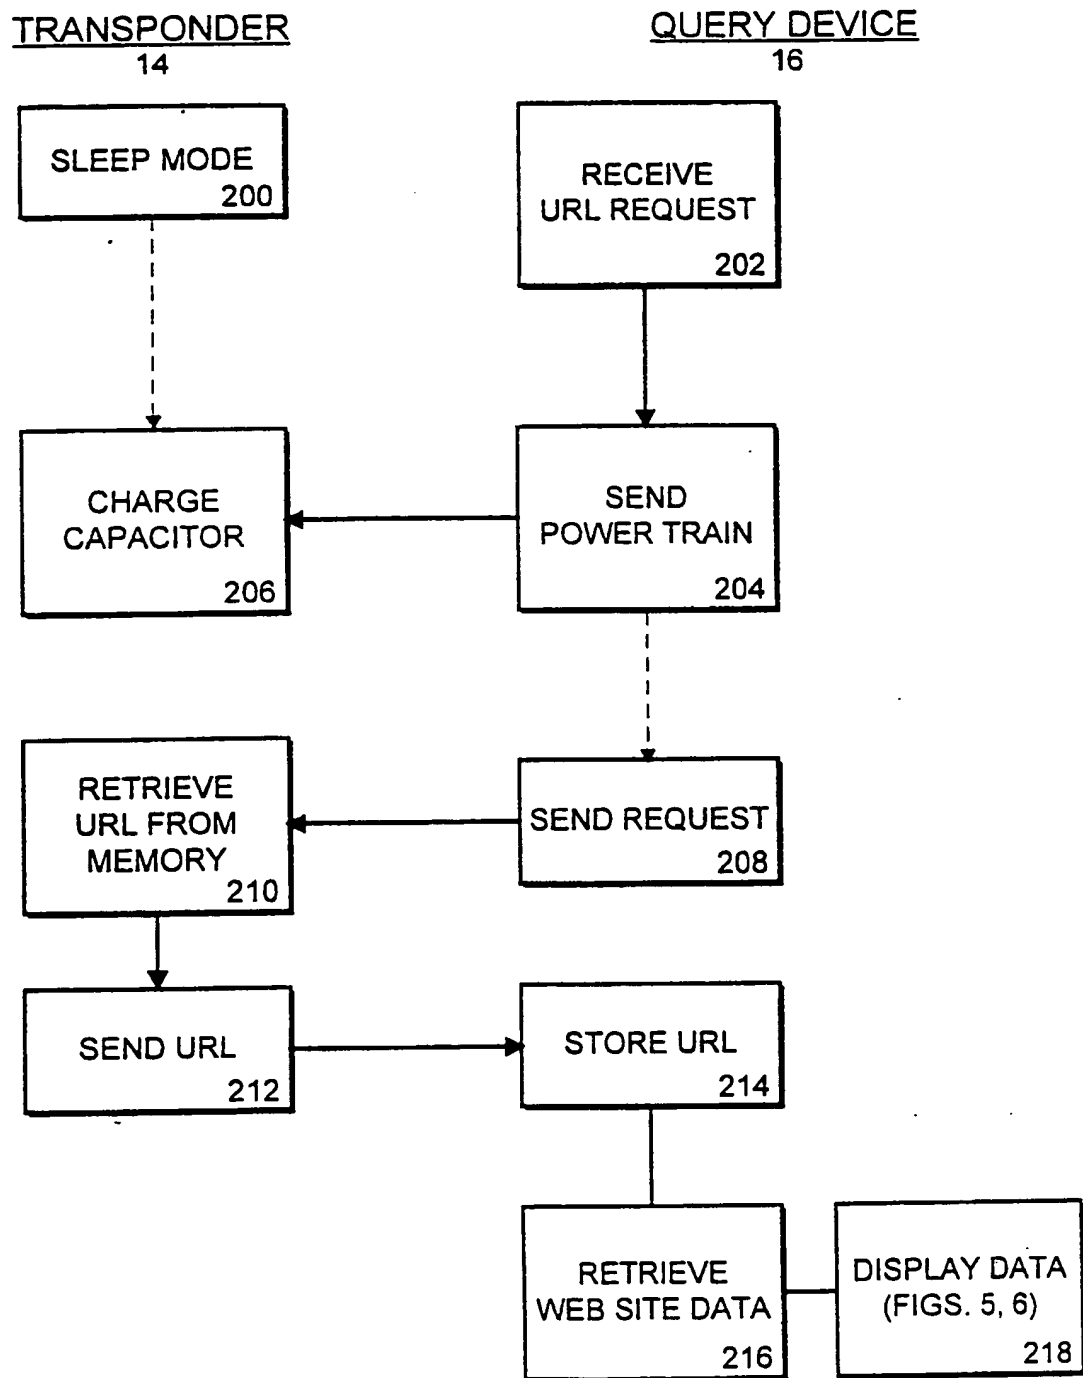 TRANSPONDER
14
QUERY DEVICE
16
SLEEP MODE
200
RECEIVE
URL REQUEST
202
CHARGE
CAPACITOR
206
SEND
POWER TRAIN
204
RETRIEVE
URL FROM
MEMORY
210
SEND REQUEST
208
SEND URL
212
STORE URL
214
RETRIEVE
WEB SITE DATA
216
DISPLAY DATA
(FIGS. 5, 6)
218